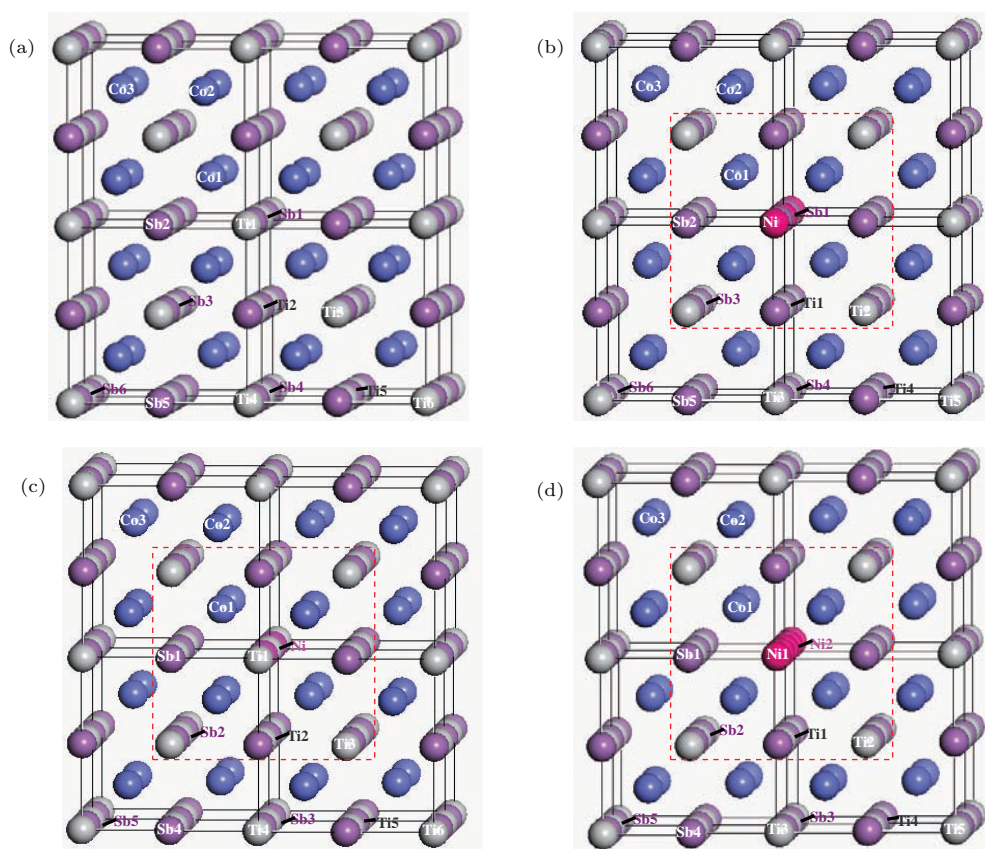 (a)
Co3 Co2
Co1
Sb2 Ti1 Sb1
Sb3 Ti2 Ti3
Sb6 Sb5 Ti4 Sb4 Ti5 Ti6
(b)
Co3 Co2
Co1
Sb2 Ni Sb1
Sb3 Ti1 Ti2
Sb6 Sb5 Ti3 Sb4 Ti4 Ti5
(c)
Co3 Co2
Co1
Sb1 Ti1 Ni
Sb2 Ti2 Ti3
Sb5 Sb4 Ti4 Sb3 Ti5 Ti6
(d)
Co3 Co2
Co1
Sb1 Ni1 Ni2
Sb2 Ti1 Ti2
Sb5 Sb4 Ti3 Sb3 Ti4 Ti5